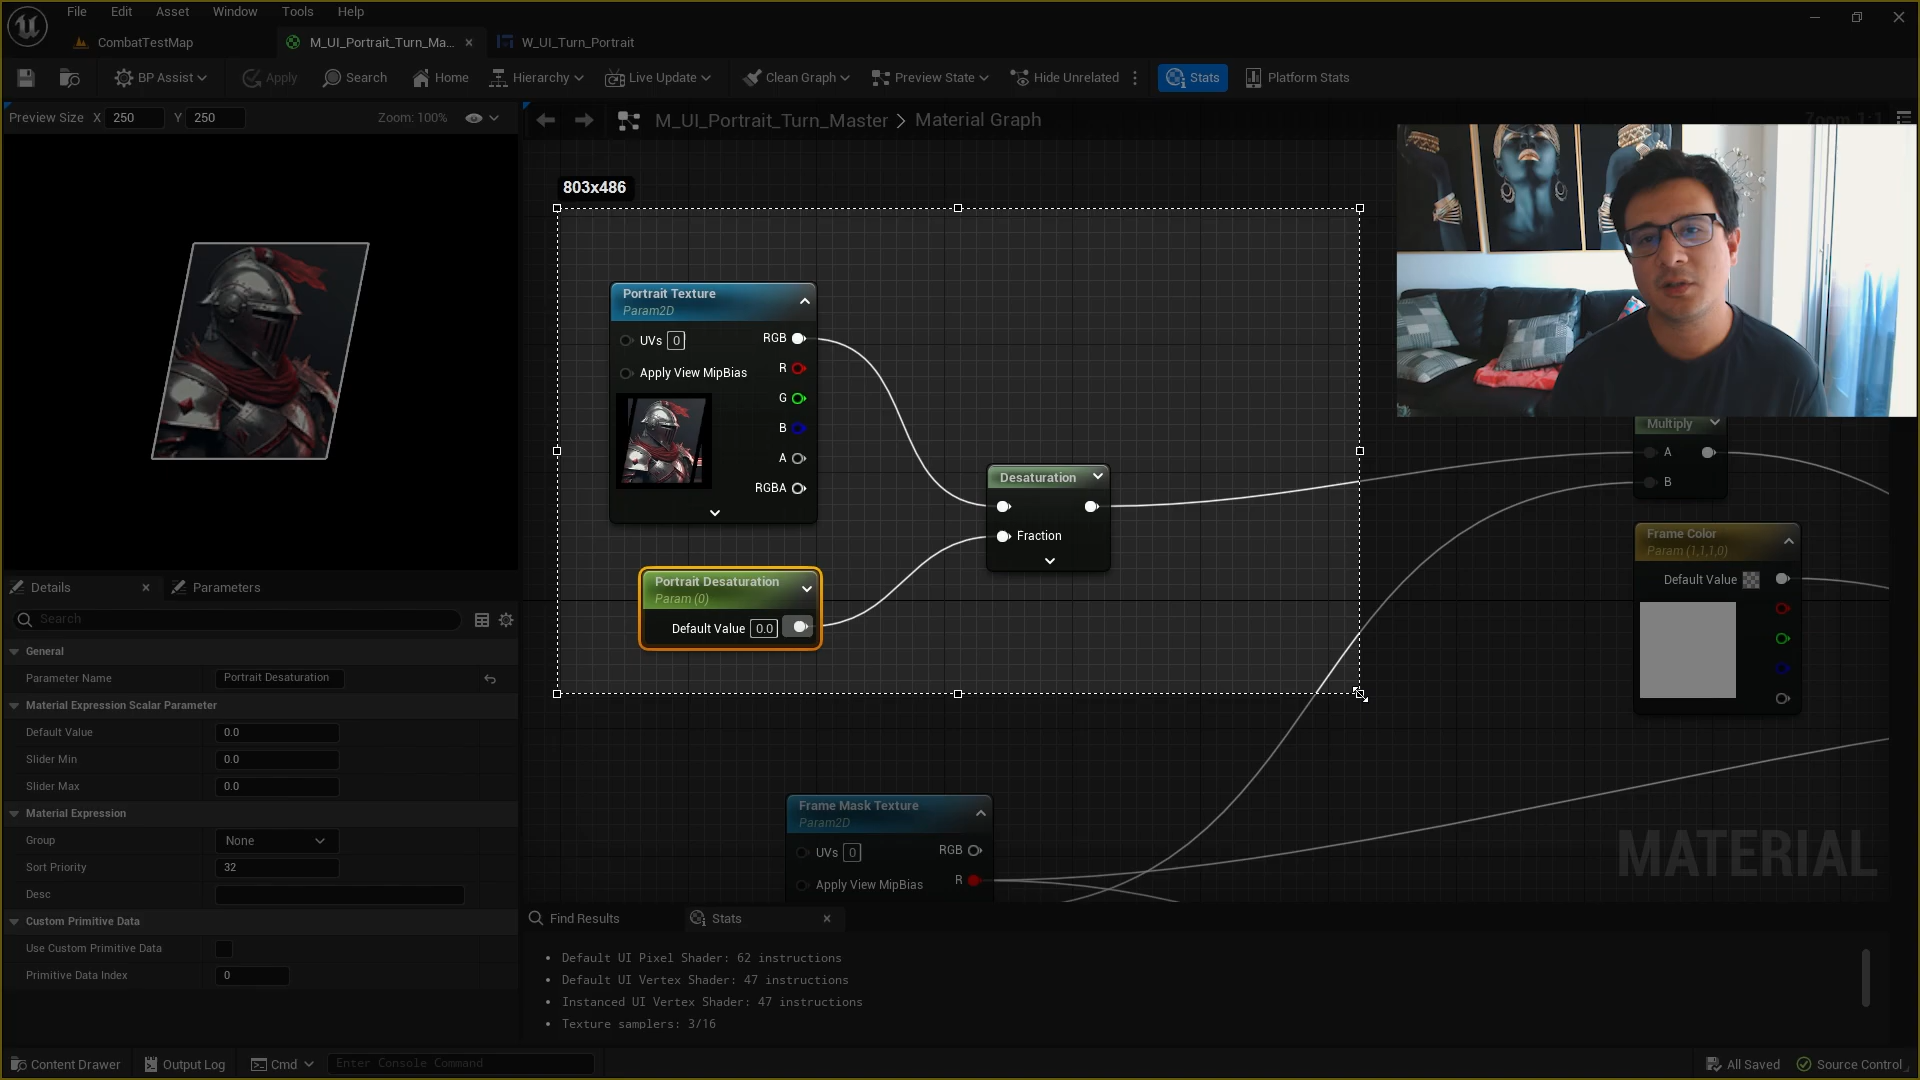 File Edit Asset Window Tools Help
CombatTestMap M_UI_Portrait_Turn_Ma... W_UI_Turn_Portrait
BP Assist Apply Search Home Hierarchy Live Update Clean Graph Preview State Hide Unrelated Stats Platform Stats
Preview Size X 250 Y 250 Zoom: 100%
M_UI_Portrait_Turn_Master > Material Graph
Zoom 1:1
803x486
Portrait Texture
Param2D
UVs 0 RGB
Apply View MipBias R
G
B
A
RGBA
Desaturation
Fraction
Portrait Desaturation
Param (0)
Default Value 0.0
Multiply
A
B
Frame Color
Param (1,1,1,0)
Default Value
Frame Mask Texture
Param2D
UVs 0 RGB
Apply View MipBias R
MATERIAL
Details Parameters
Search
General
Parameter Name Portrait Desaturation
Material Expression Scalar Parameter
Default Value 0.0
Slider Min 0.0
Slider Max 0.0
Material Expression
Group None
Sort Priority 32
Desc
Custom Primitive Data
Use Custom Primitive Data
Primitive Data Index 0
Find Results Stats
Default UI Pixel Shader: 62 instructions
Default UI Vertex Shader: 47 instructions
Instanced UI Vertex Shader: 47 instructions
Texture samplers: 3/16
Content Drawer Output Log Cmd Enter Console Command All Saved Source Control